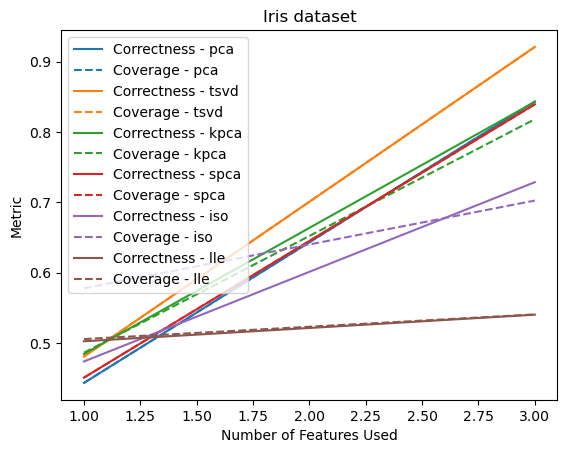 Iris dataset
Correctness - pca
Coverage - pca
Correctness - tsvd
Coverage - tsvd
Correctness - kpca
Coverage - kpca
Correctness - spca
Coverage - spca
Correctness - iso
Coverage - iso
Correctness - lle
Coverage - lle
0.9
0.8
0.7
0.6
0.5
Metric
1.00 1.25 1.50 1.75 2.00 2.25 2.50 2.75 3.00
Number of Features Used